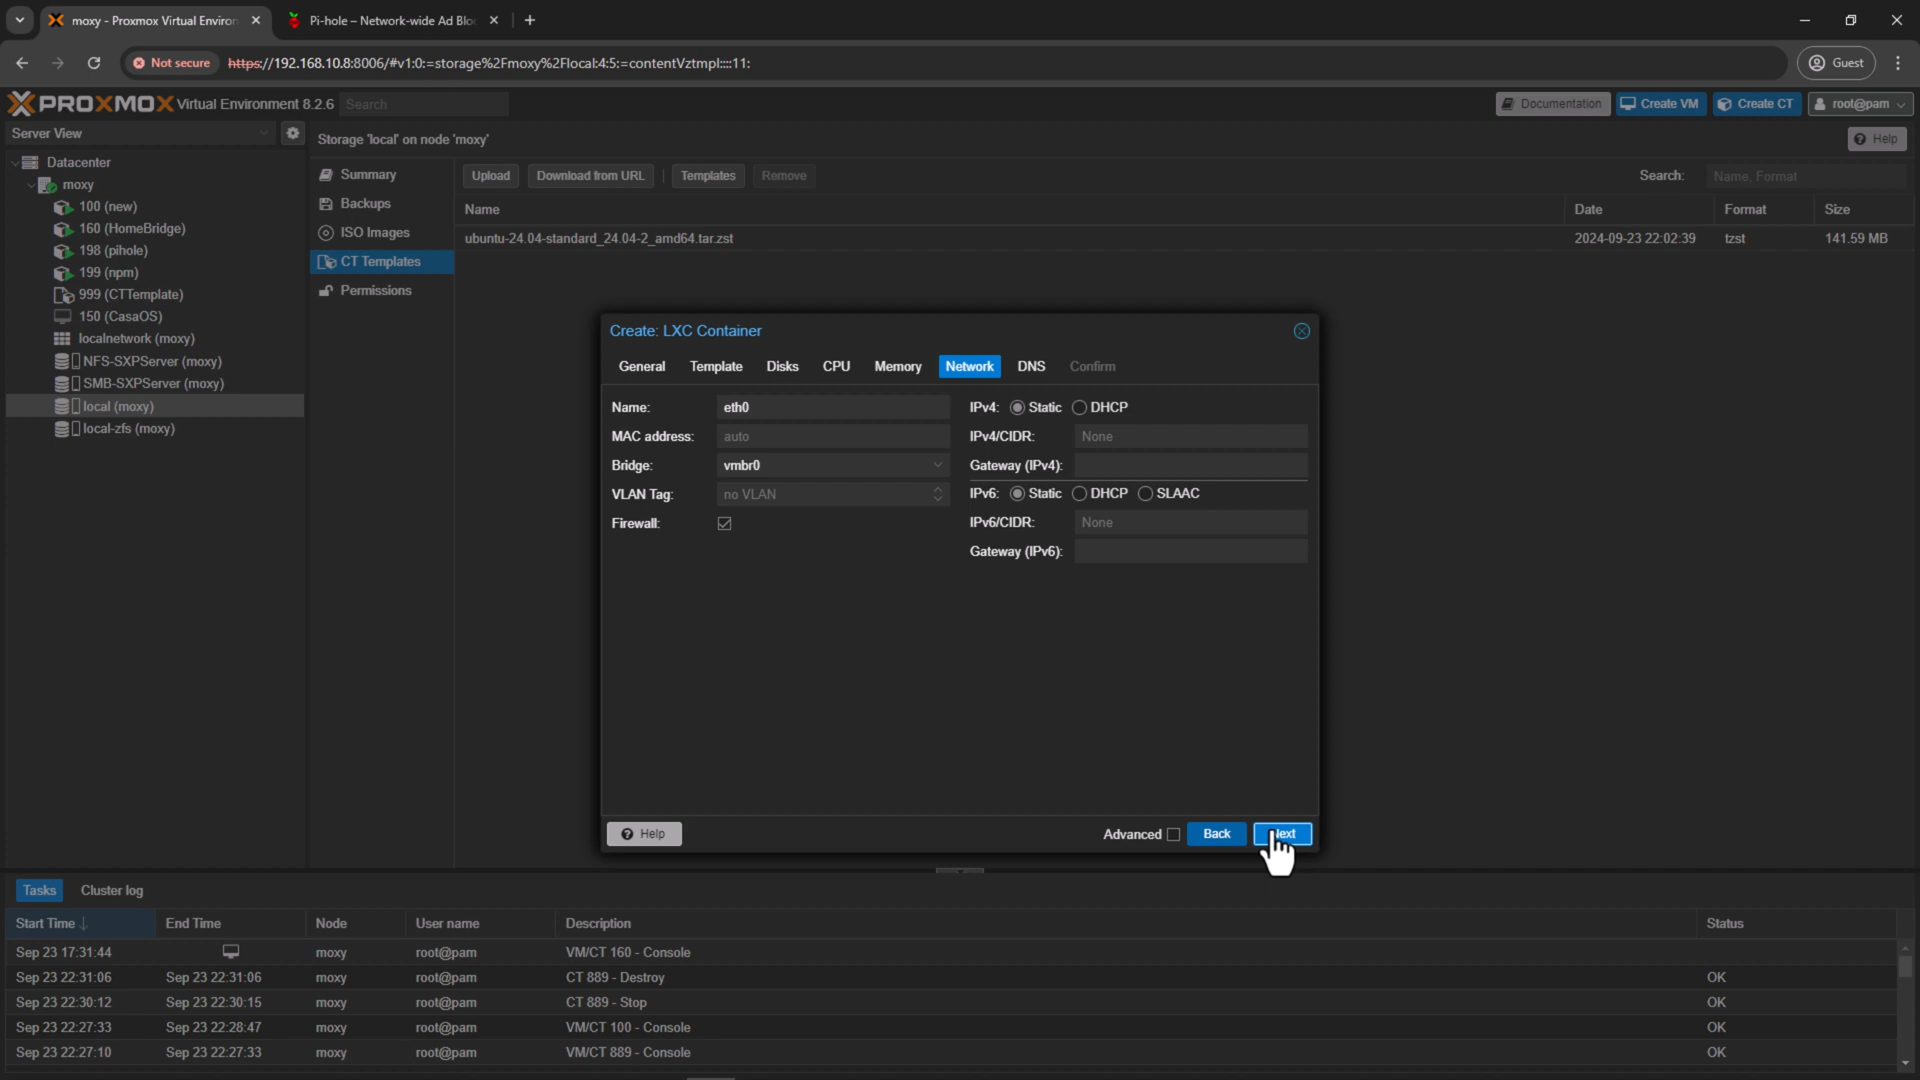 moxy - Proxmox Virtual Environ
Pi-hole – Network-wide Ad Blo
Not secure
https://192.168.10.8:8006/#v1:0:=storage%2Fmoxy%2Flocal:4:5:=contentVztmpl::::11:
Guest
PROXMOX Virtual Environment 8.2.6
Search
Documentation
Create VM
Create CT
root@pam
Server View
Storage 'local' on node 'moxy'
Help
Datacenter
moxy
100 (new)
160 (HomeBridge)
198 (pihole)
199 (npm)
999 (CTTemplate)
150 (CasaOS)
localnetwork (moxy)
NFS-SXPServer (moxy)
SMB-SXPServer (moxy)
local (moxy)
local-zfs (moxy)
Summary
Backups
ISO Images
CT Templates
Permissions
Upload
Download from URL
Templates
Remove
Search:
Name, Format
Name
Date
Format
Size
ubuntu-24.04-standard_24.04-2_amd64.tar.zst
2024-09-23 22:02:39
tzst
141.59 MB
Create: LXC Container
General
Template
Disks
CPU
Memory
Network
DNS
Confirm
Name:
eth0
MAC address:
auto
Bridge:
vmbr0
VLAN Tag:
no VLAN
Firewall:
IPv4:
Static
DHCP
IPv4/CIDR:
None
Gateway (IPv4):
IPv6:
Static
DHCP
SLAAC
IPv6/CIDR:
None
Gateway (IPv6):
Help
Advanced
Back
Next
Tasks
Cluster log
Start Time
End Time
Node
User name
Description
Status
Sep 23 17:31:44
moxy
root@pam
VM/CT 160 - Console
Sep 23 22:31:06
Sep 23 22:31:06
moxy
root@pam
CT 889 - Destroy
OK
Sep 23 22:30:12
Sep 23 22:30:15
moxy
root@pam
CT 889 - Stop
OK
Sep 23 22:27:33
Sep 23 22:28:47
moxy
root@pam
VM/CT 100 - Console
OK
Sep 23 22:27:10
Sep 23 22:27:33
moxy
root@pam
VM/CT 889 - Console
OK